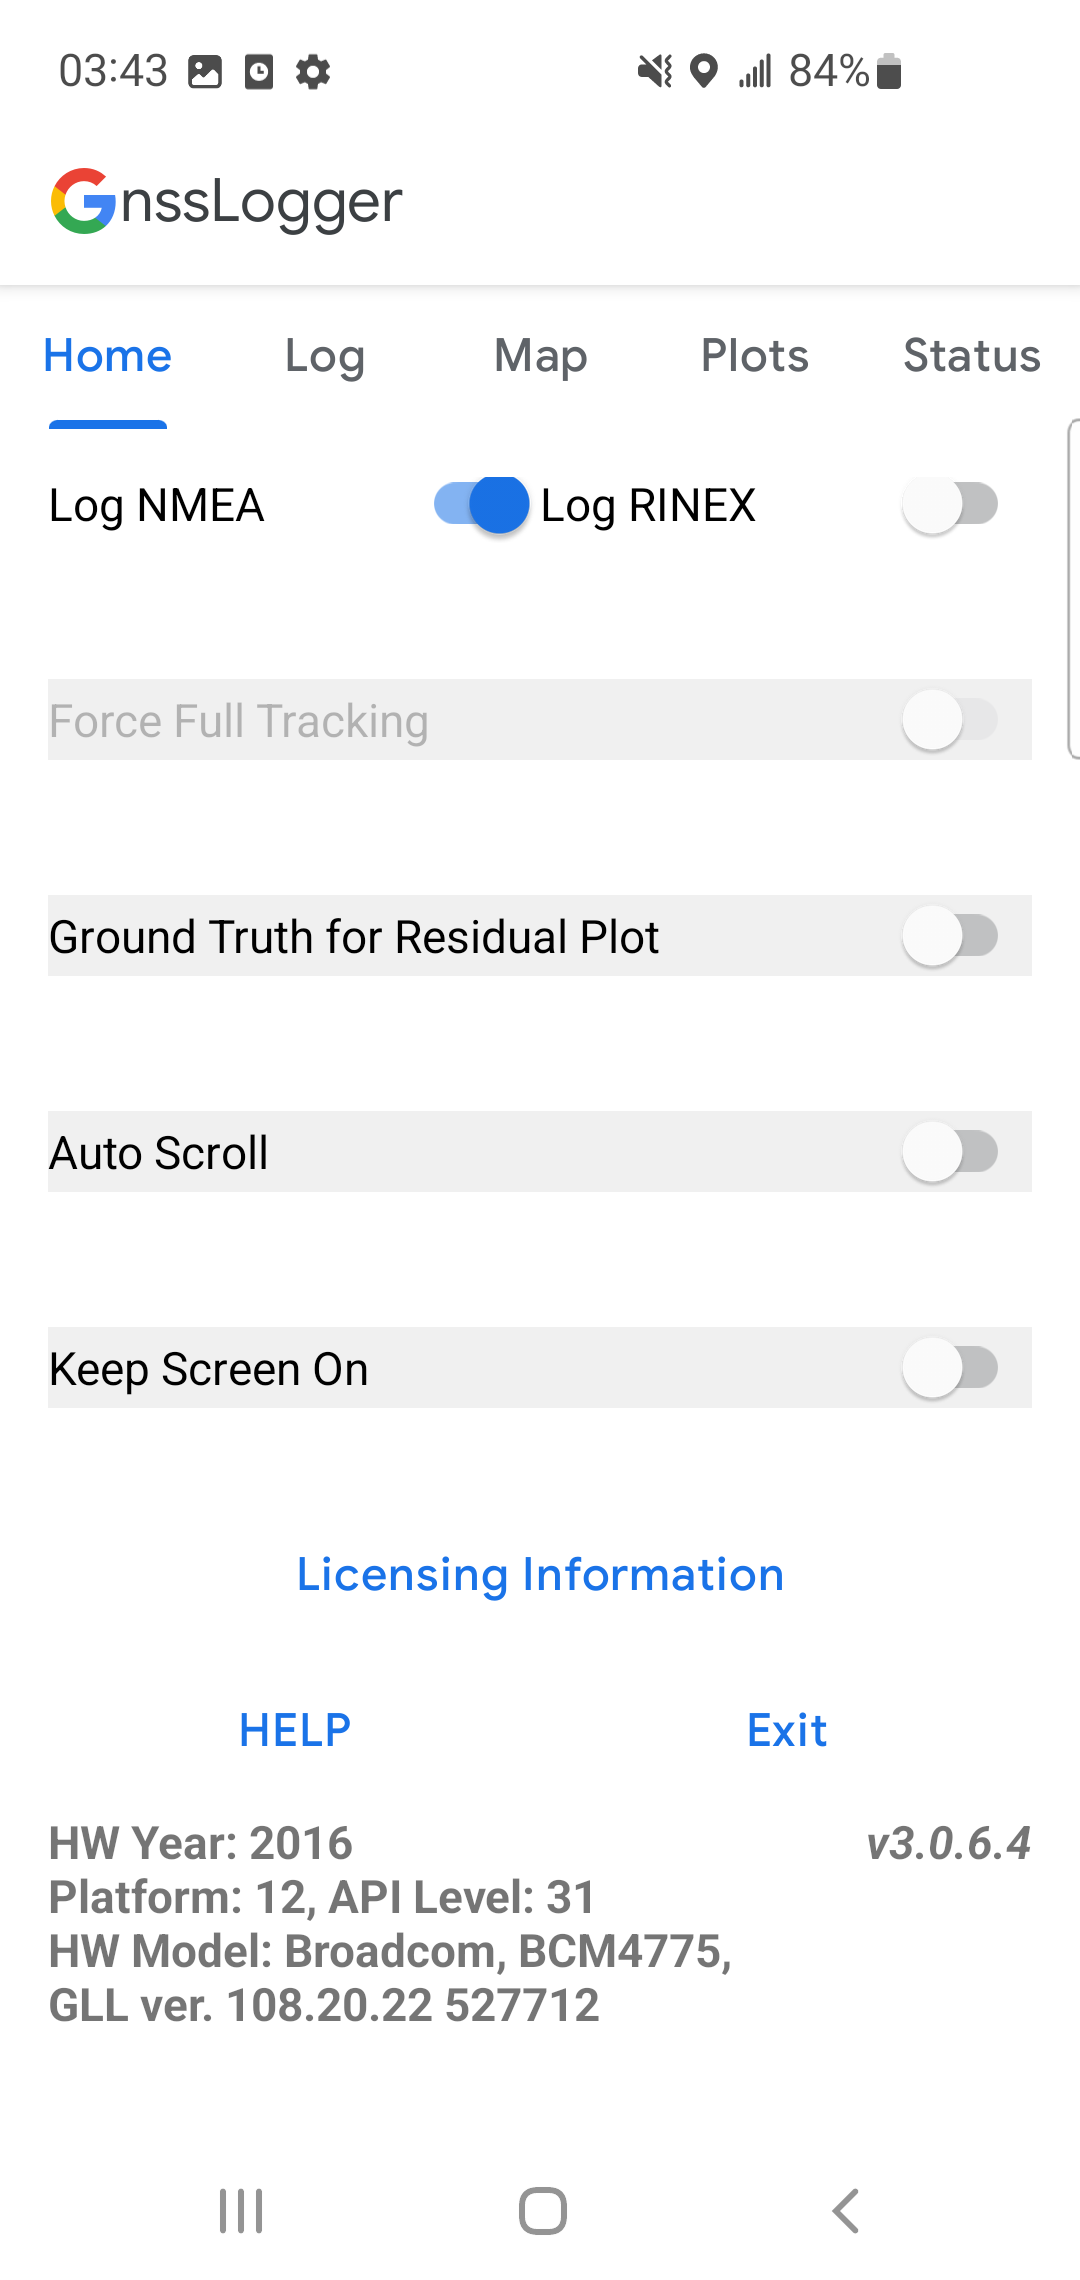 03:43 84%
GnssLogger
Home Log Map Plots Status
Log NMEA Log RINEX
Force Full Tracking
Ground Truth for Residual Plot
Auto Scroll
Keep Screen On
Licensing Information
HELP Exit
HW Year: 2016 v3.0.6.4
Platform: 12, API Level: 31
HW Model: Broadcom, BCM4775,
GLL ver. 108.20.22 527712